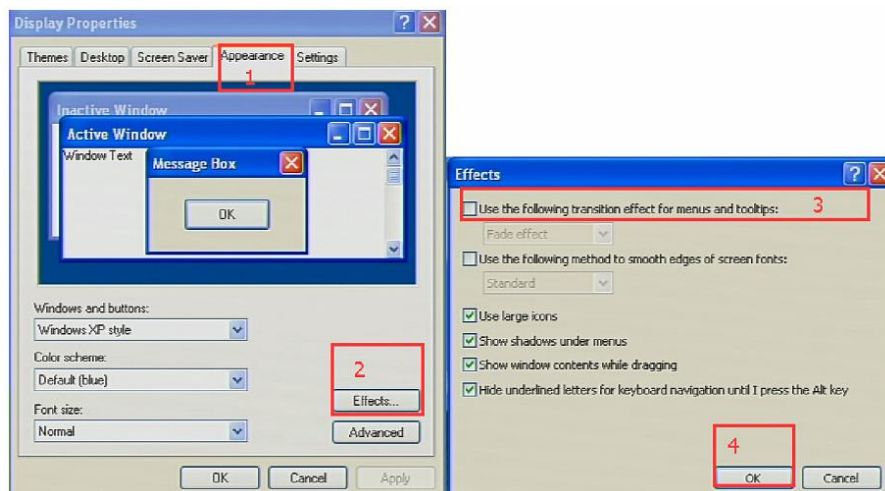 Display Properties
Themes Desktop Screen Saver Appearance Settings
1
Inactive Window
Active Window
Window Text
Message Box
OK
Windows and buttons:
Windows XP style
Color scheme:
Default (blue)
Font size:
Normal
2
Effects...
Advanced
OK Cancel Apply
Effects
Use the following transition effect for menus and tooltips: 3
Fade effect
Use the following method to smooth edges of screen fonts:
Standard
Use large icons
Show shadows under menus
Show window contents while dragging
Hide underlined letters for keyboard navigation until I press the Alt key
4
OK Cancel